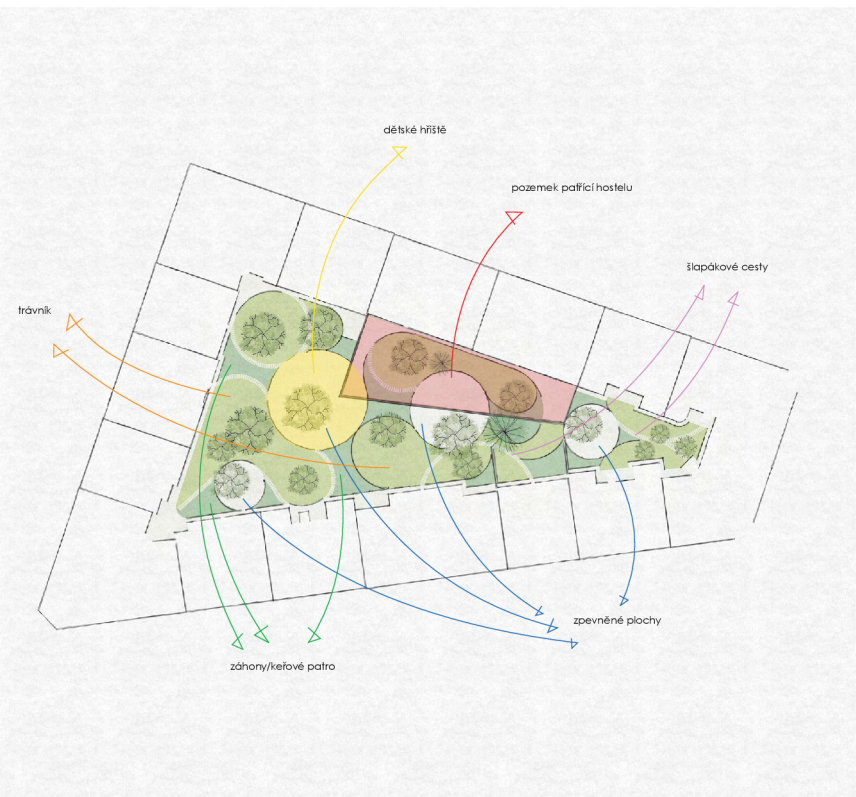 dětské hřiště
pozemek patřící hostelu
šlapákové cesty
trávník
zpevněné plochy
záhony/keřové patro